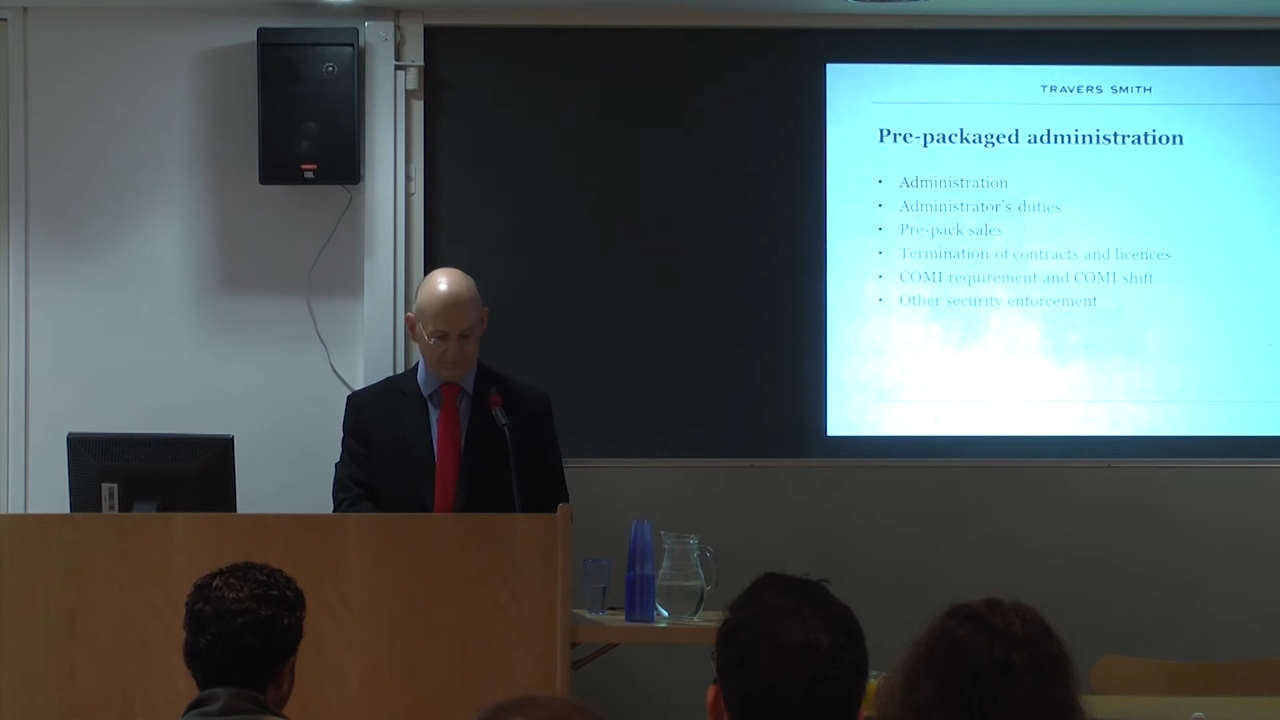 TRAVERS SMITH
Pre-packaged administration
• Administration
• Administrator's duties
• Pre-pack sales
• Termination of contracts and licences
• COMI requirement and COMI shift
• Other security enforcement